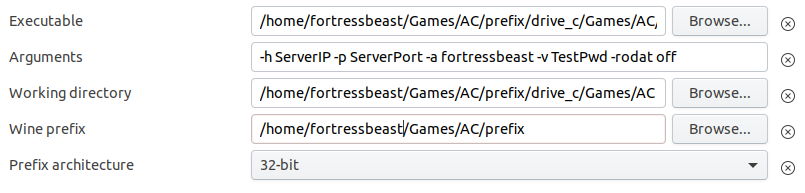 Executable /home/fortressbeast/Games/AC/prefix/drive_c/Games/AC, Browse...
Arguments -h ServerIP -p ServerPort -a fortressbeast -v TestPwd -rodat off
Working directory /home/fortressbeast/Games/AC/prefix/drive_c/Games/AC Browse...
Wine prefix /home/fortressbeast/Games/AC/prefix Browse...
Prefix architecture 32-bit